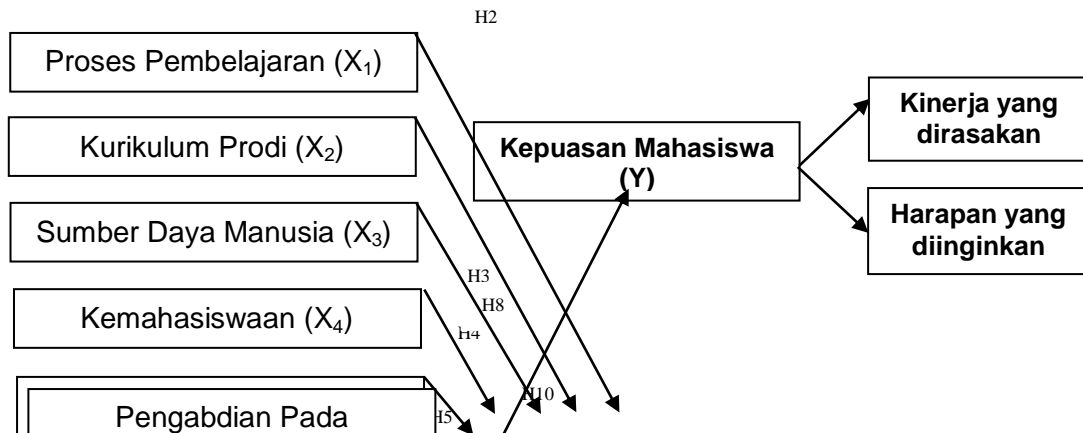 H2
Proses Pembelajaran (X₁)
Kinerja yang
dirasakan
Kurikulum Prodi (X₂)
Kepuasan Mahasiswa
(Y)
Sumber Daya Manusia (X₃)
Harapan yang
diinginkan
H3
H8
Kemahasiswaan (X₄)
H4
H10
Pengabdian Pada
H5